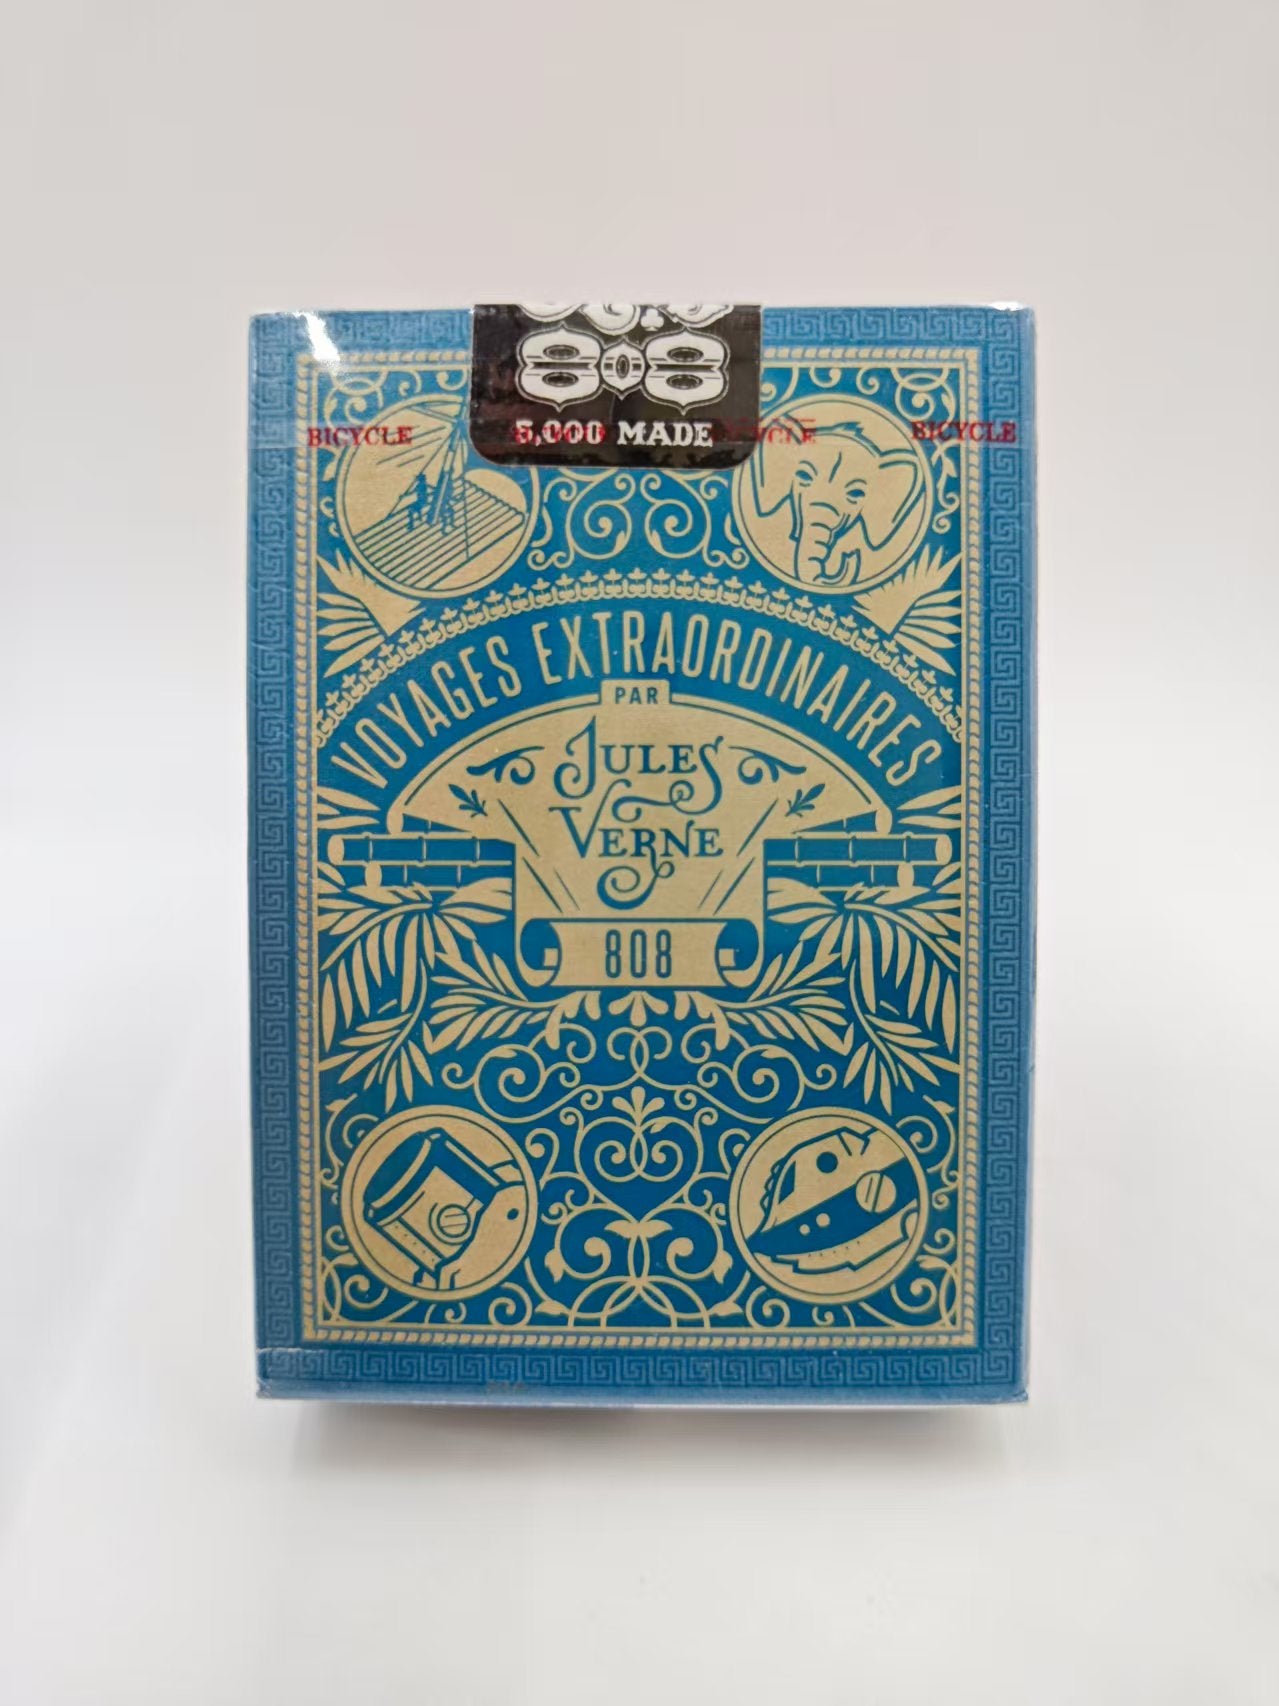 808
5,000 MADE
BICYCLE BICYCLE
VOYAGES EXTRAORDINAIRES
PAR
JULES
VERNE
808